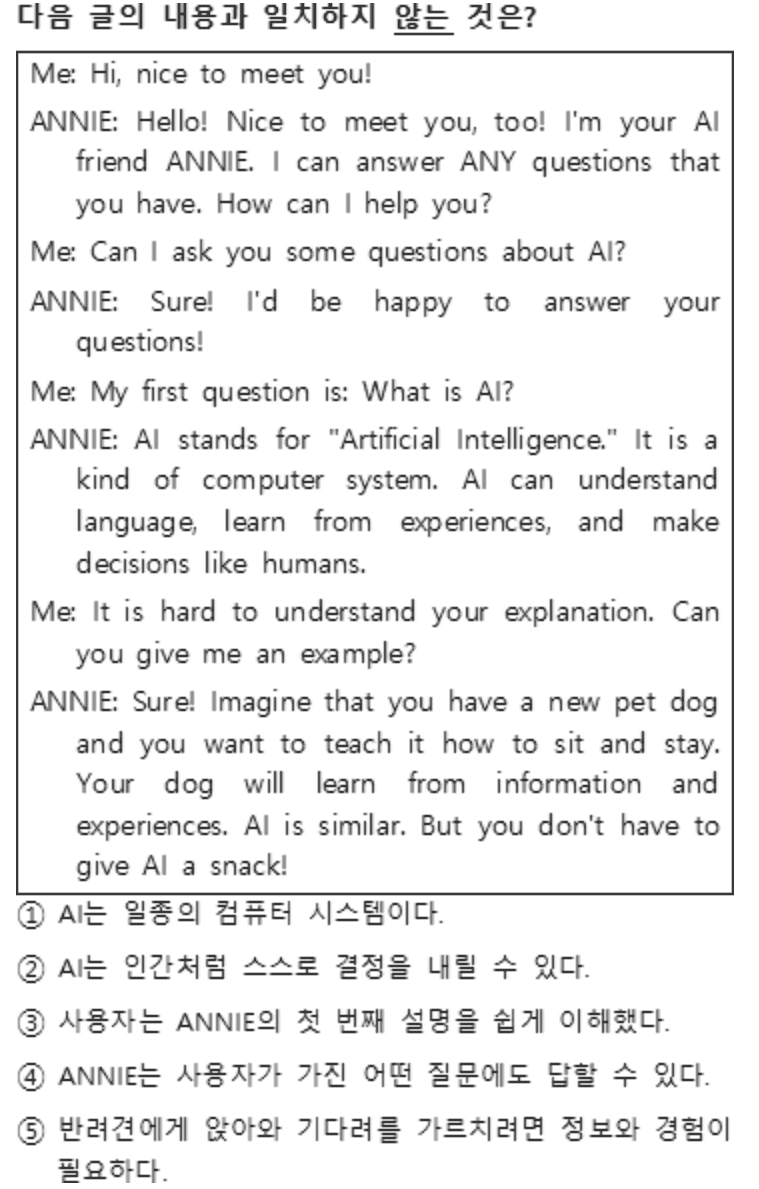 다음 글의 내용과 일치하지 않는 것은?
Me: Hi, nice to meet you!
ANNIE: Hello! Nice to meet you, too! I'm your AI
friend ANNIE. I can answer ANY questions that
you have. How can I help you?
Me: Can I ask you some questions about AI?
ANNIE: Sure! I'd be happy to answer your
questions!
Me: My first question is: What is AI?
ANNIE: AI stands for "Artificial Intelligence." It is a
kind of computer system. AI can understand
language, learn from experiences, and make
decisions like humans.
Me: It is hard to understand your explanation. Can
you give me an example?
ANNIE: Sure! Imagine that you have a new pet dog
and you want to teach it how to sit and stay.
Your dog will learn from information and
experiences. AI is similar. But you don't have to
give AI a snack!
① AI는 일종의 컴퓨터 시스템이다.
② AI는 인간처럼 스스로 결정을 내릴 수 있다.
③ 사용자는 ANNIE의 첫 번째 설명을 쉽게 이해했다.
④ ANNIE는 사용자가 가진 어떤 질문에도 답할 수 있다.
⑤ 반려견에게 앉아와 기다려를 가르치려면 정보와 경험이
필요하다.